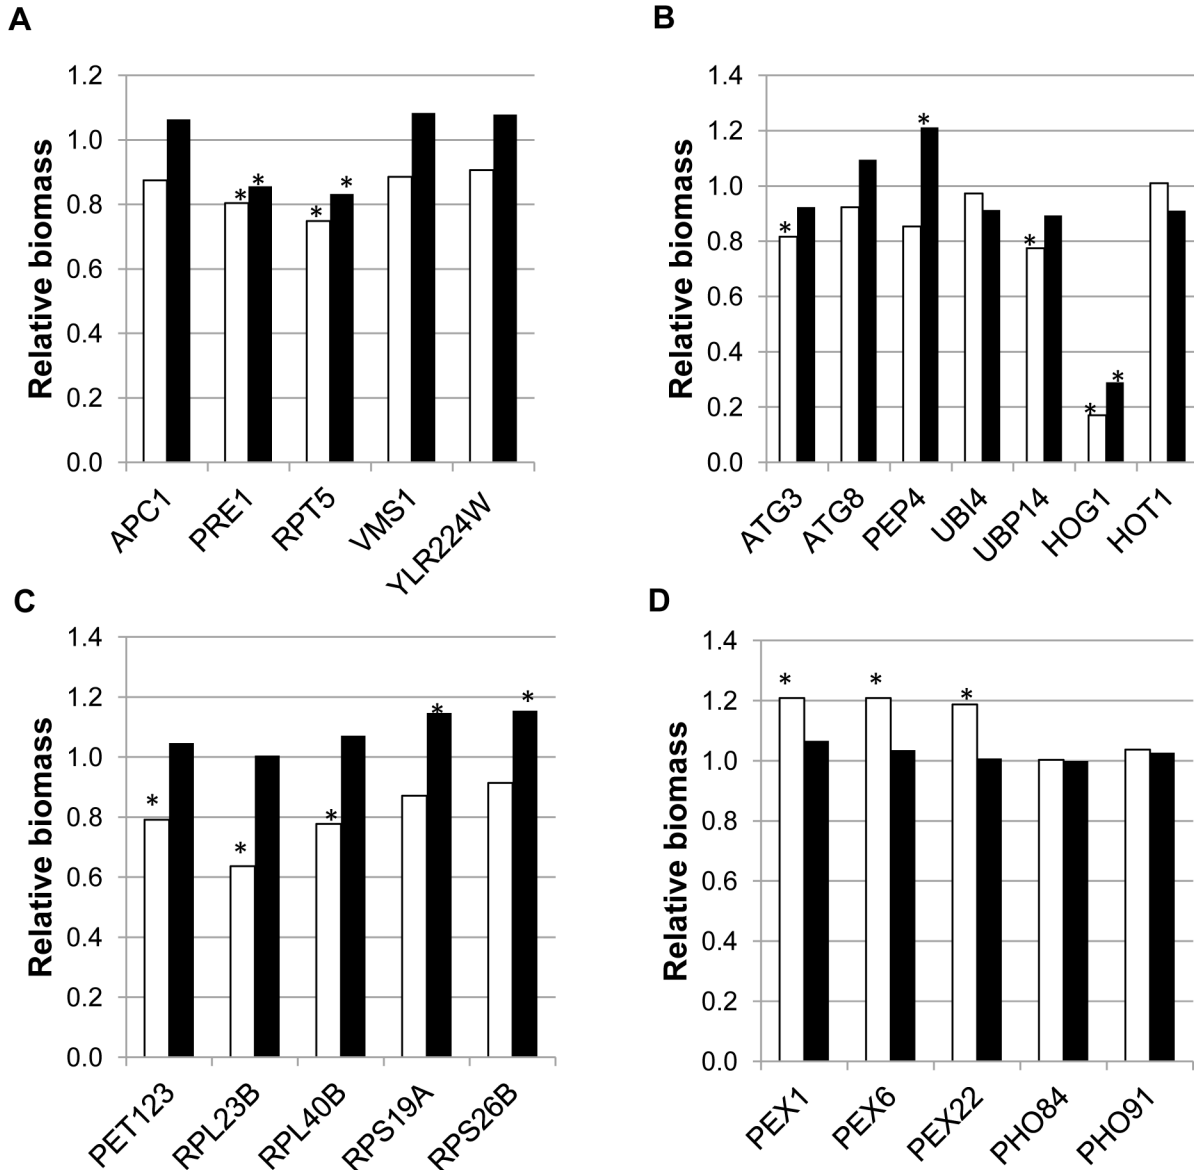 A
Relative biomass
1.2
1.0
0.8
0.6
0.4
0.2
0.0
* * * *
APC1 PRE1 RPT5 VMS1 YLR224W
B
Relative biomass
1.4
1.2
1.0
0.8
0.6
0.4
0.2
0.0
* * * * *
ATG3 ATG8 PEP4 UBI4 UBP14 HOG1 HOT1
C
Relative biomass
1.4
1.2
1.0
0.8
0.6
0.4
0.2
0.0
* * * * *
PET123 RPL23B RPL40B RPS19A RPS26B
D
Relative biomass
1.4
1.2
1.0
0.8
0.6
0.4
0.2
0.0
* * *
PEX1 PEX6 PEX22 PHO84 PHO91